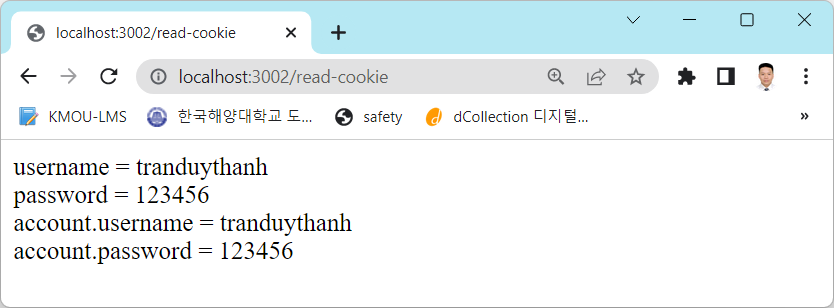 localhost:3002/read-cookie
localhost:3002/read-cookie
KMOU-LMS 한국해양대학교 도... safety dCollection 디지털... »
username = tranduythanh
password = 123456
account.username = tranduythanh
account.password = 123456